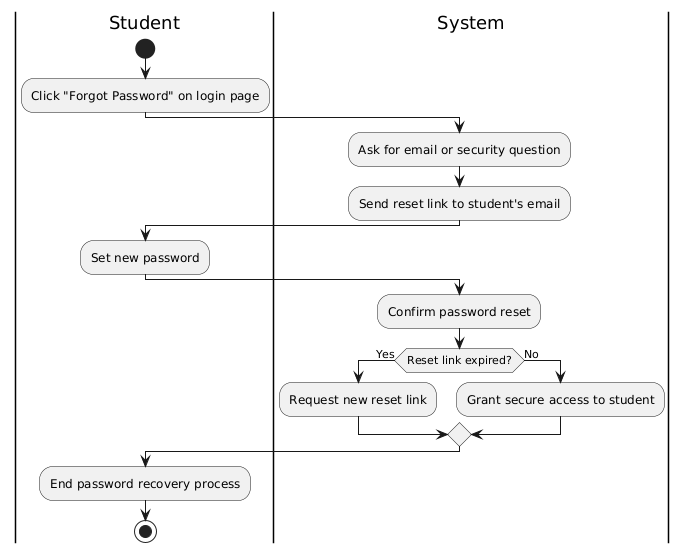 Student
System
Click "Forgot Password" on login page
Ask for email or security question
Send reset link to student's email
Set new password
Confirm password reset
Yes
Reset link expired?
No
Request new reset link
Grant secure access to student
End password recovery process